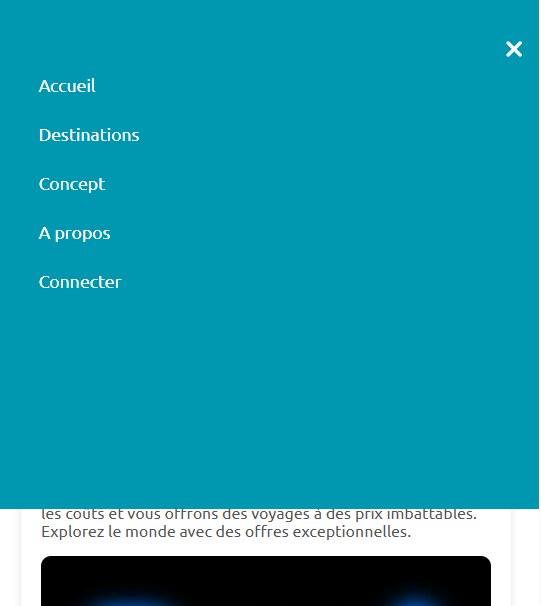 Accueil
Destinations
Concept
A propos
Connecter
les coûts et vous offrons des voyages à des prix imbattables.
Explorez le monde avec des offres exceptionnelles.